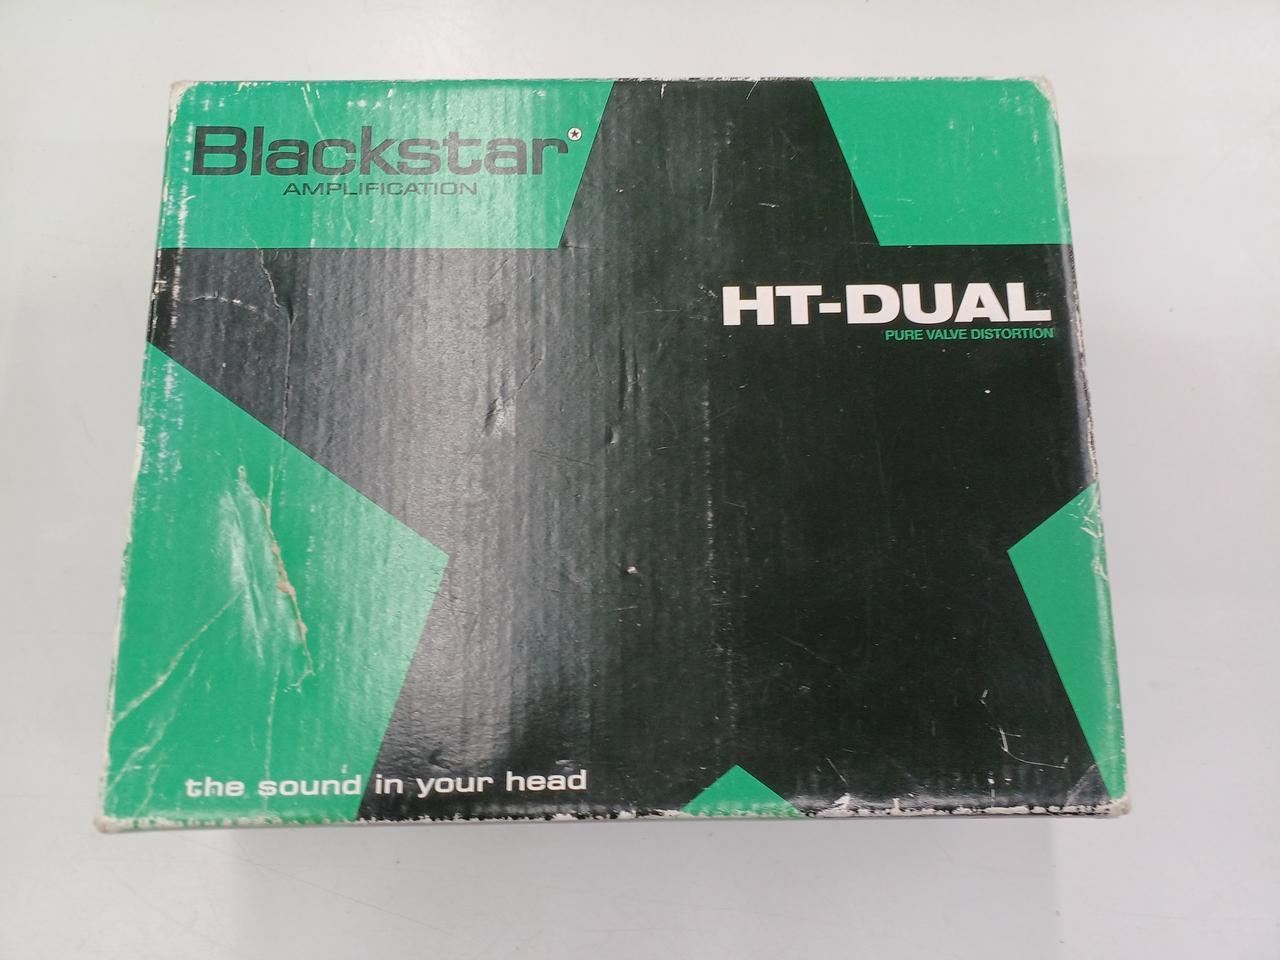 Blackstar
AMPLIFICATION
HT-DUAL
PURE VALVE DISTORTION
the sound in your head